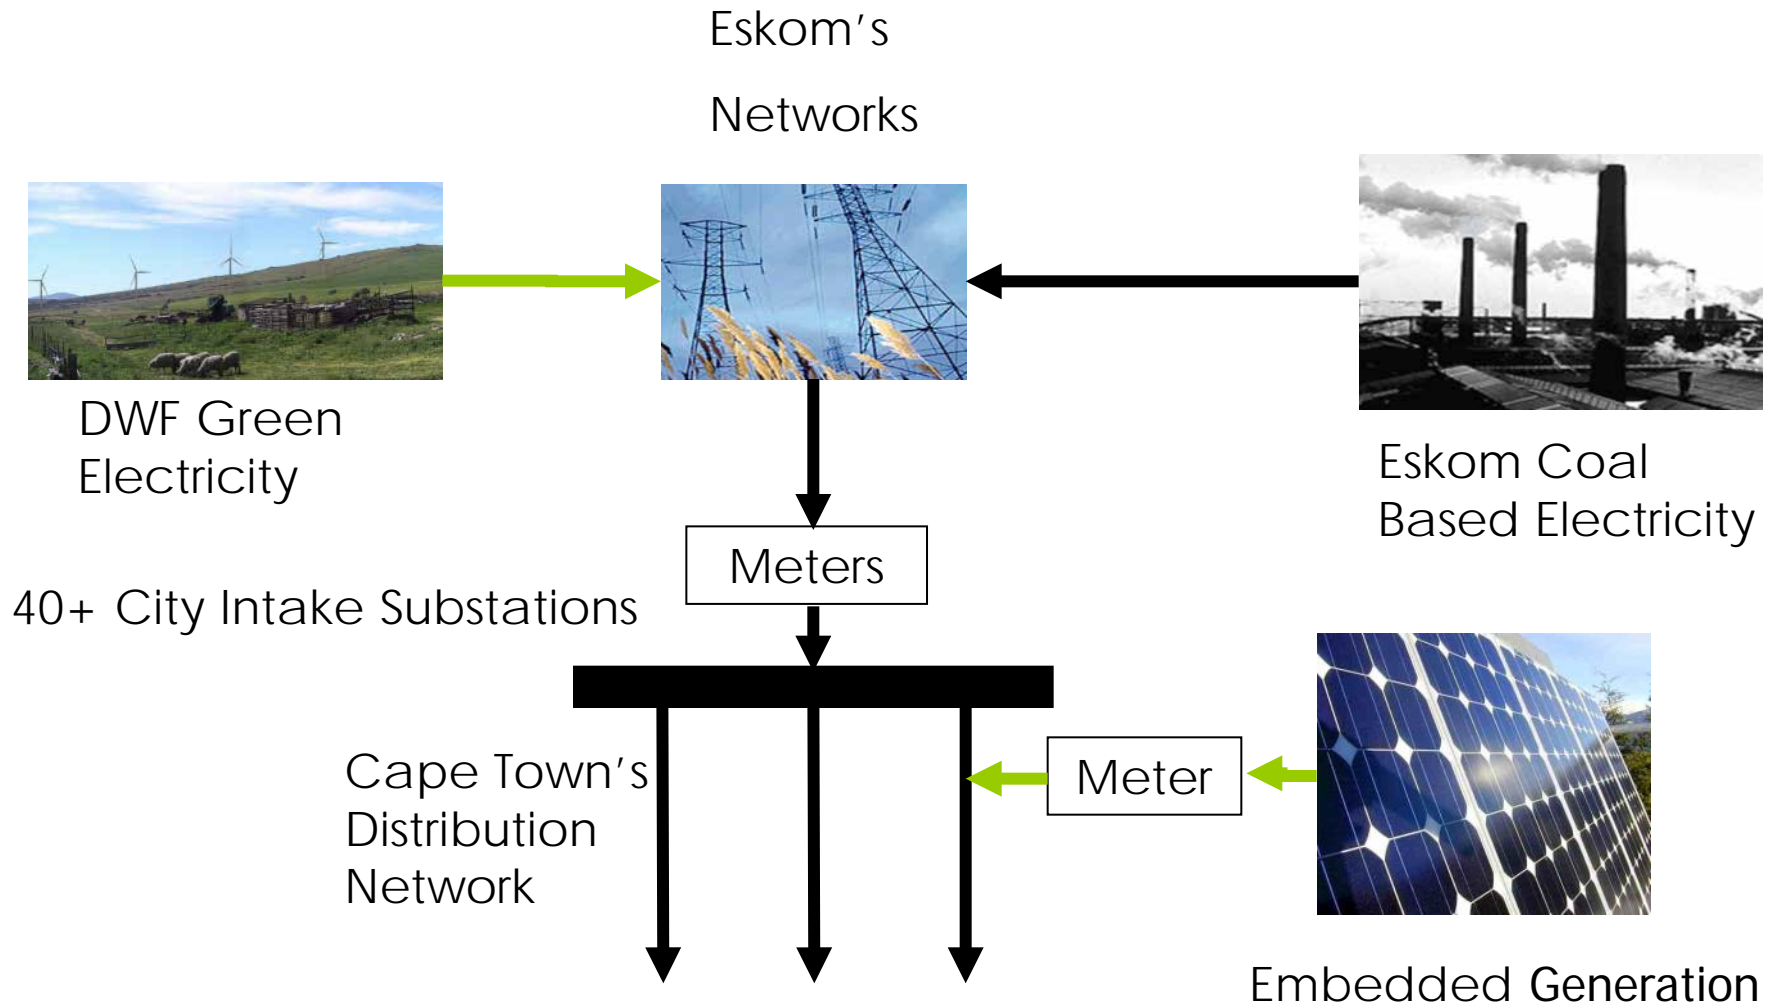 Eskom's
Networks
DWF Green
Electricity
Eskom Coal
Based Electricity
Meters
40+ City Intake Substations
Cape Town's
Distribution
Network
Meter
Embedded Generation